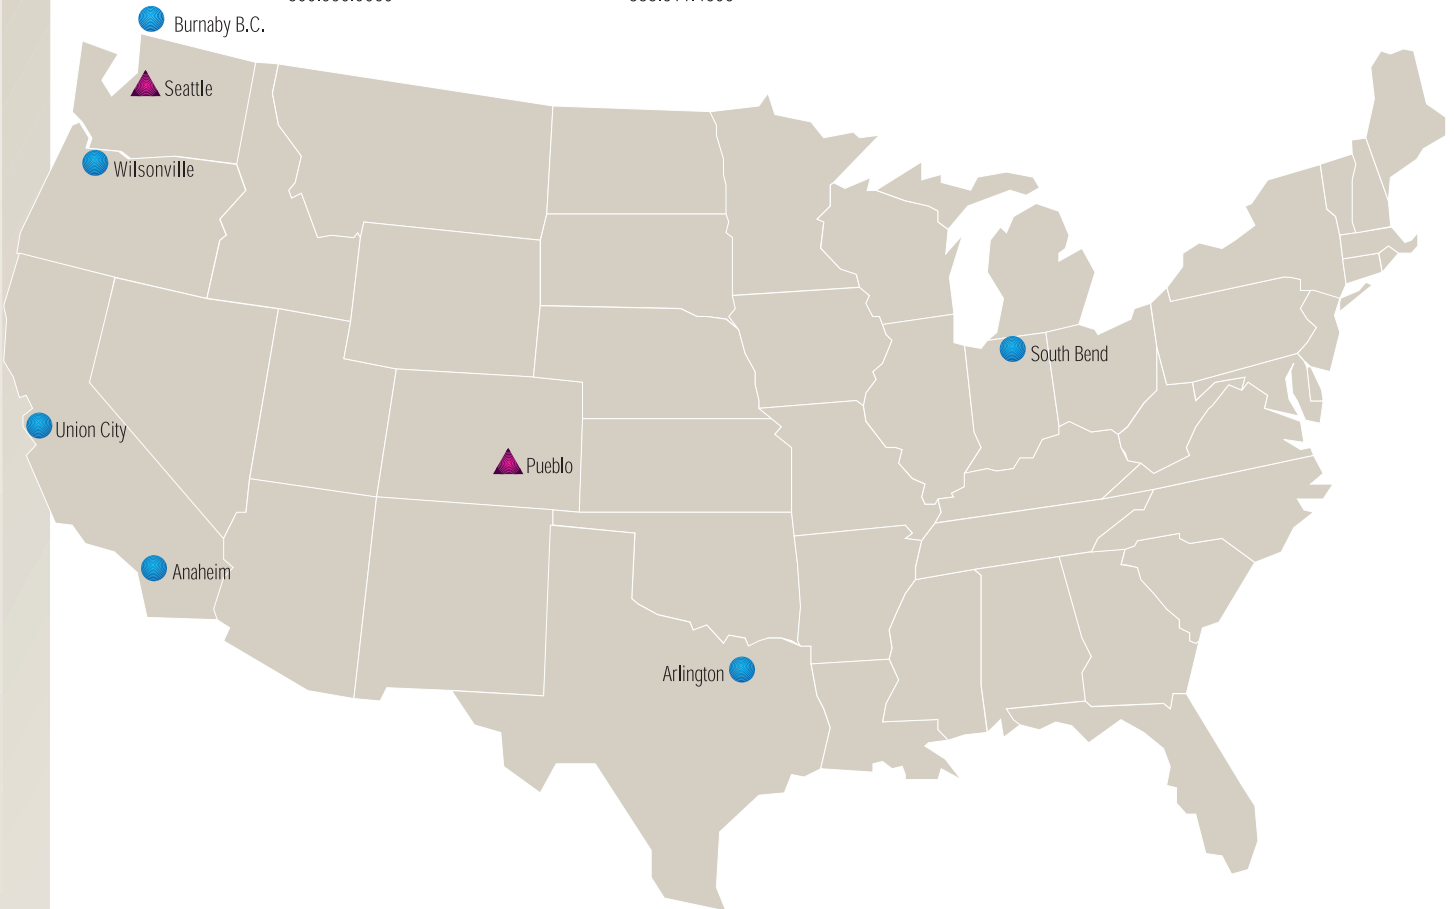 Burnaby B.C.
Seattle
Wilsonville
South Bend
Union City
Pueblo
Anaheim
Arlington